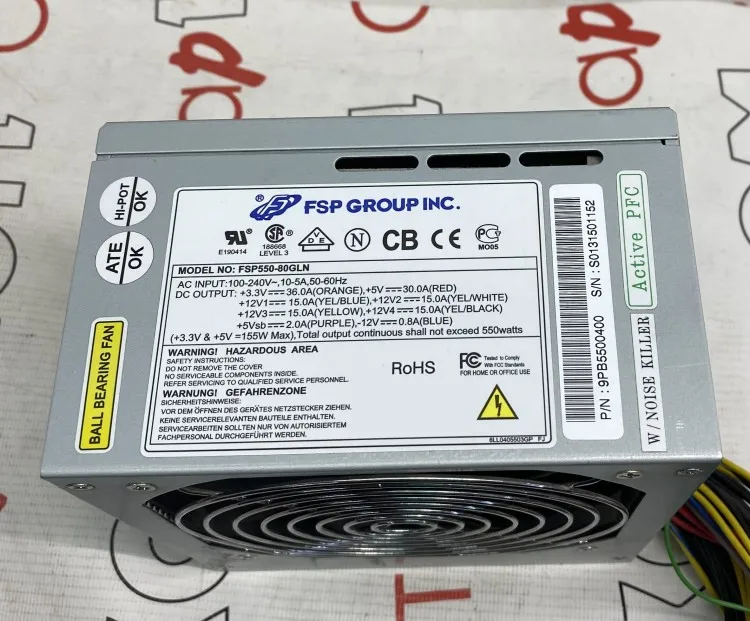 HI-POT
OK
ATE
OK
BALL BEARING FAN
® FSP GROUP INC.
E190414
188668
LEVEL 3
VDE
N
CB
CE
MO05
MODEL NO: FSP550-80GLN
AC INPUT:100-240V~,10-5A,50-60Hz
DC OUTPUT: +3.3V⎓36.0A(ORANGE),+5V⎓30.0A(RED)
+12V1⎓15.0A(YEL/BLUE),+12V2⎓15.0A(YEL/WHITE)
+12V3⎓15.0A(YELLOW),+12V4⎓15.0A(YEL/BLACK)
+5Vsb⎓2.0A(PURPLE),-12V⎓0.8A(BLUE)
(+3.3V & +5V =155W Max),Total output continuous shall not exceed 550watts
WARNING! HAZARDOUS AREA
SAFETY INSTRUCTIONS:
DO NOT REMOVE THE COVER
NO SERVICEABLE COMPONENTS INSIDE.
REFER SERVICING TO QUALIFIED SERVICE PERSONNEL.
WARNUNG! GEFAHRENZONE
SICHERHEITSHINWEISE:
VOR DEM ÖFFNEN DES GERÄTES NETZSTECKER ZIEHEN.
KEINE SERVICERELEVANTEN BAUTEILE ENTHALTEN.
SERVICEARBEITEN SOLLTEN NUR VON AUTORISIERTEM
FACHPERSONAL DURCHGEFÜHRT WERDEN.
RoHS
FC Tested to Comply
With FCC Standards
FOR HOME OR OFFICE USE
6LL0405503GP FJ
P/N : 9PB5500400 S/N : S0131501152
W/NOISE KILLER
Active PFC